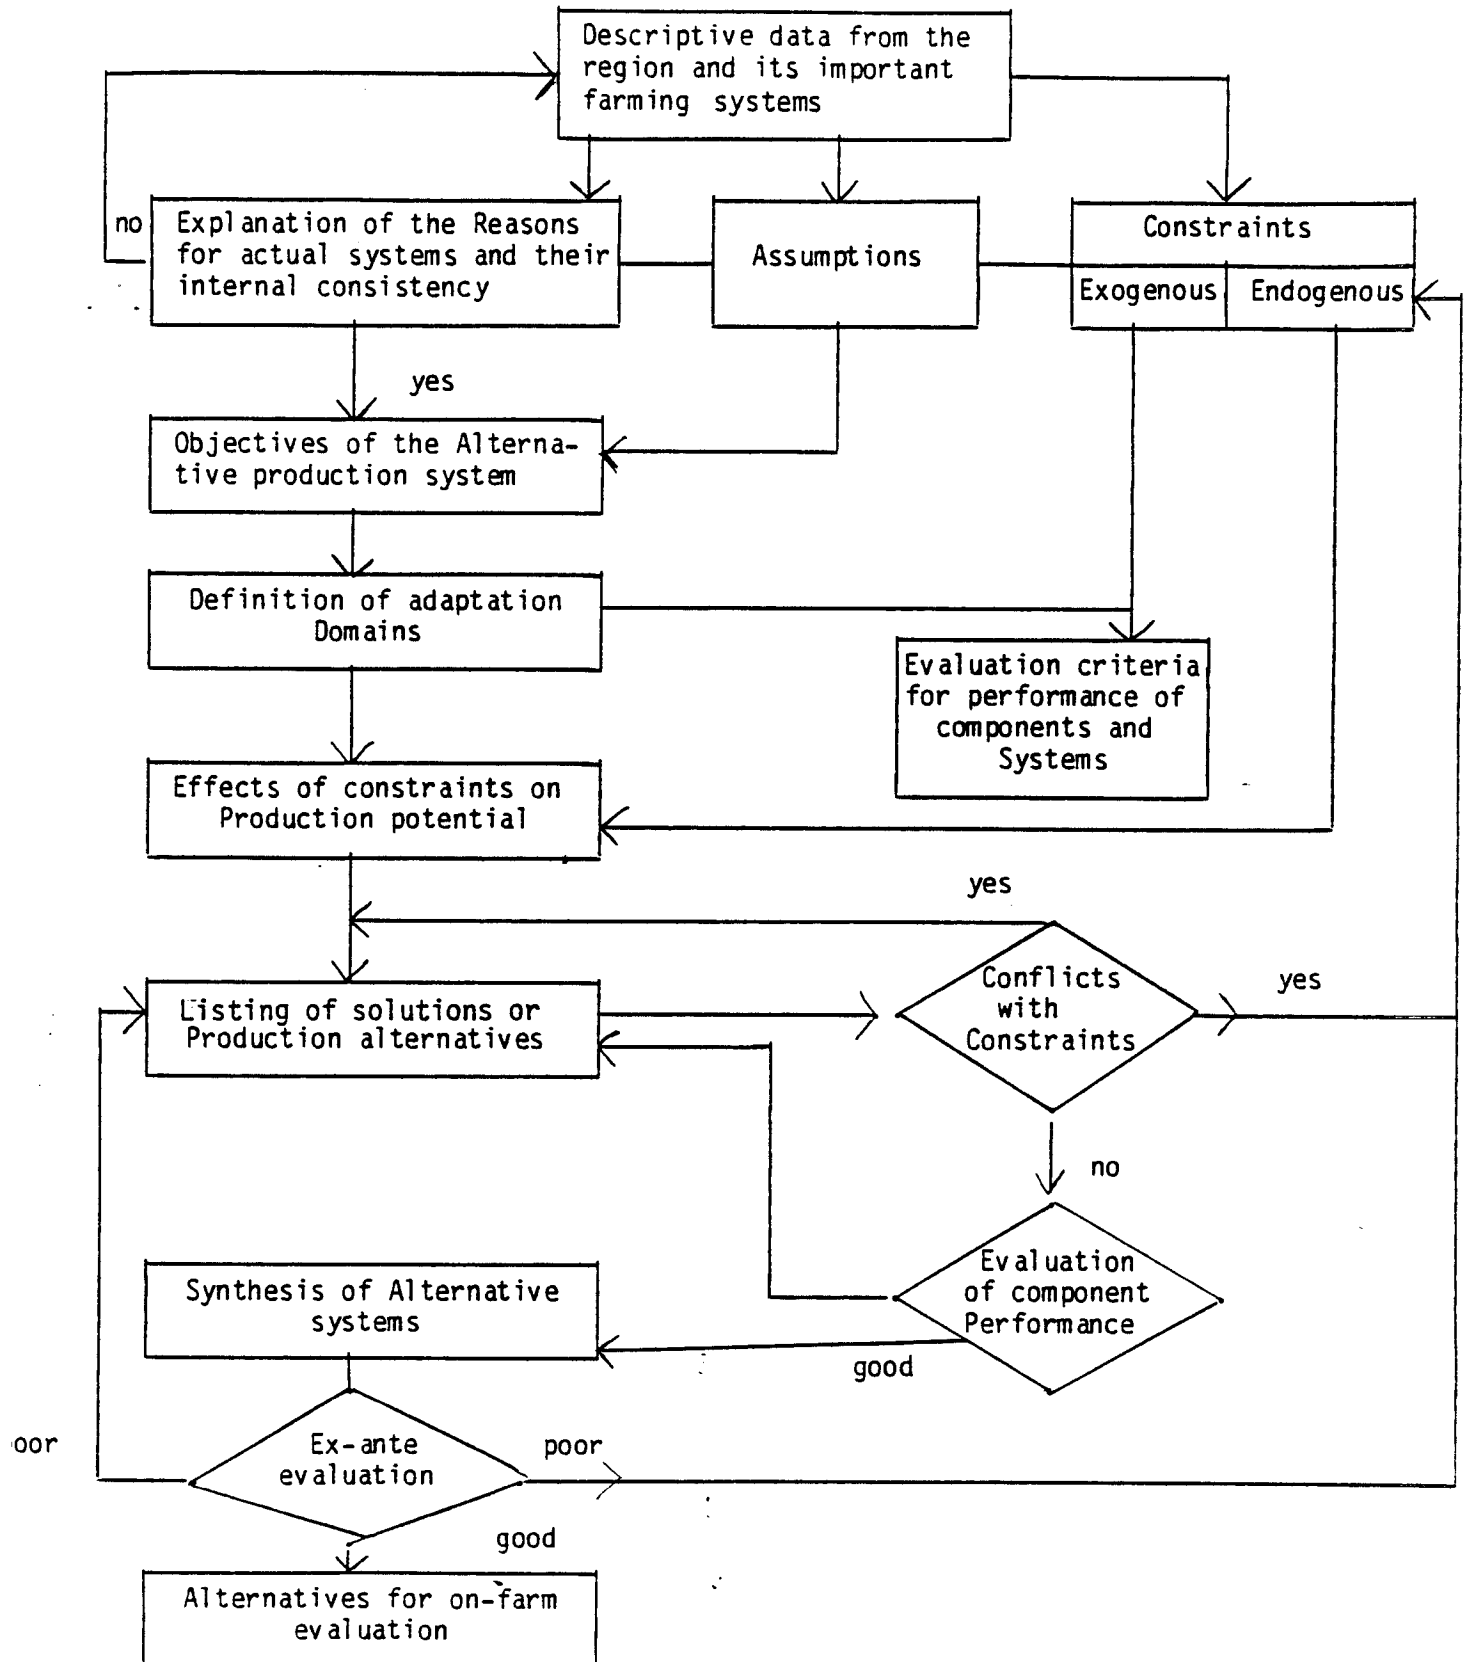 Descriptive data from the
region and its important
farming systems
no
Explanation of the Reasons
for actual systems and their
internal consistency
Assumptions
Constraints
Exogenous
Endogenous
yes
Objectives of the Alterna-
tive production system
Definition of adaptation
Domains
Evaluation criteria
for performance of
components and
Systems
Effects of constraints on
Production potential
yes
Conflicts
with
Constraints
yes
Listing of solutions or
Production alternatives
no
Evaluation
of component
Performance
good
Synthesis of Alternative
systems
oor
Ex-ante
evaluation
poor
good
Alternatives for on-farm
evaluation